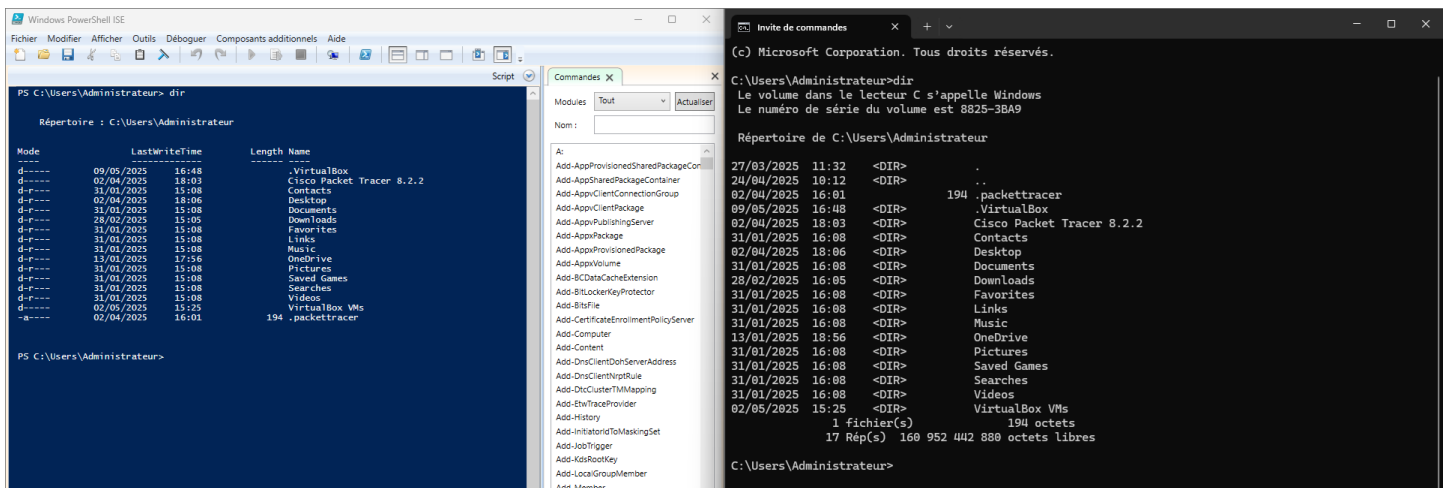 Windows PowerShell ISE
Fichier Modifier Afficher Outils Déboguer Composants additionnels Aide
Script
PS C:\Users\Administrateur> dir
Répertoire : C:\Users\Administrateur
Mode LastWriteTime Length Name
---- ------------- ------ ----
d----- 09/05/2025 16:48 .VirtualBox
d----- 02/04/2025 18:03 Cisco Packet Tracer 8.2.2
d-r--- 31/01/2025 15:08 Contacts
d-r--- 02/04/2025 18:06 Desktop
d-r--- 31/01/2025 15:08 Documents
d-r--- 28/02/2025 15:05 Downloads
d-r--- 31/01/2025 15:08 Favorites
d-r--- 31/01/2025 15:08 Links
d-r--- 31/01/2025 15:08 Music
d-r--- 13/01/2025 17:56 OneDrive
d-r--- 31/01/2025 15:08 Pictures
d-r--- 31/01/2025 15:08 Saved Games
d-r--- 31/01/2025 15:08 Searches
d-r--- 31/01/2025 15:08 Videos
d----- 02/05/2025 15:25 VirtualBox VMs
-a---- 02/04/2025 16:01 194 .packettracer
PS C:\Users\Administrateur>
Commandes
Modules Tout Actualiser
Nom :
A:
Add-AppProvisionedSharedPackageCon
Add-AppSharedPackageContainer
Add-AppvClientConnectionGroup
Add-AppvClientPackage
Add-AppvPublishingServer
Add-AppxPackage
Add-AppxProvisionedPackage
Add-AppxVolume
Add-BCDataCacheExtension
Add-BitLockerKeyProtector
Add-BitsFile
Add-CertificateEnrollmentPolicyServer
Add-Computer
Add-Content
Add-DnsClientDohServerAddress
Add-DnsClientNrptRule
Add-DtcClusterTMMapping
Add-EtwTraceProvider
Add-History
Add-InitiatorIdToMaskingSet
Add-JobTrigger
Add-KdsRootKey
Add-LocalGroupMember
Add-Member
Invite de commandes
(c) Microsoft Corporation. Tous droits réservés.
C:\Users\Administrateur>dir
Le volume dans le lecteur C s’appelle Windows
Le numéro de série du volume est 8825-3BA9
Répertoire de C:\Users\Administrateur
27/03/2025 11:32 <DIR> .
24/04/2025 10:12 <DIR> ..
02/04/2025 16:01 194 .packettracer
09/05/2025 16:48 <DIR> .VirtualBox
02/04/2025 18:03 <DIR> Cisco Packet Tracer 8.2.2
31/01/2025 16:08 <DIR> Contacts
02/04/2025 18:06 <DIR> Desktop
31/01/2025 16:08 <DIR> Documents
28/02/2025 16:05 <DIR> Downloads
31/01/2025 16:08 <DIR> Favorites
31/01/2025 16:08 <DIR> Links
31/01/2025 16:08 <DIR> Music
13/01/2025 18:56 <DIR> OneDrive
31/01/2025 16:08 <DIR> Pictures
31/01/2025 16:08 <DIR> Saved Games
31/01/2025 16:08 <DIR> Searches
31/01/2025 16:08 <DIR> Videos
02/05/2025 15:25 <DIR> VirtualBox VMs
1 fichier(s) 194 octets
17 Rép(s) 160 952 442 880 octets libres
C:\Users\Administrateur>